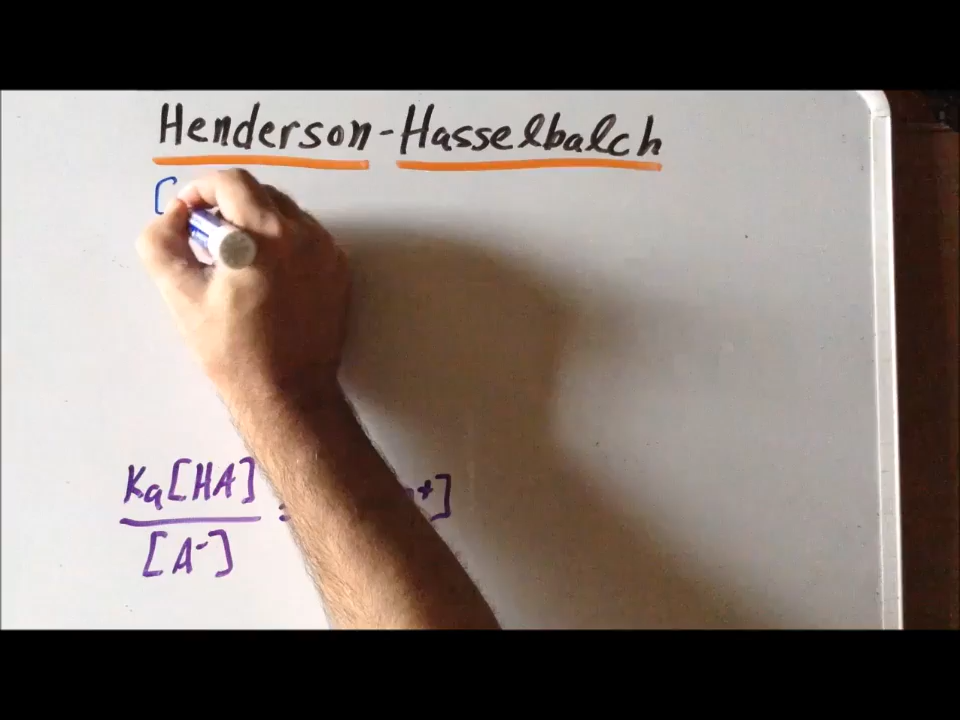 Henderson-Hasselbalch
[
Ka[HA]
=
+]
[A-]